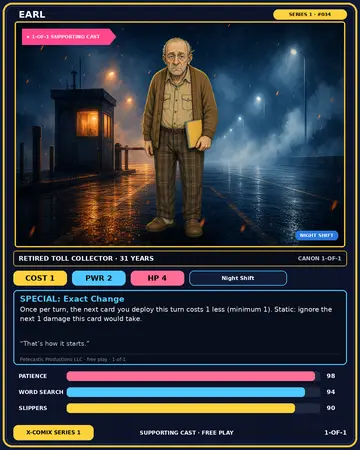 EARL
SERIES 1 · #034
★ 1-OF-1 SUPPORTING CAST
NIGHT SHIFT
RETIRED TOLL COLLECTOR · 31 YEARS
CANON 1-OF-1
COST 1
PWR 2
HP 4
Night Shift
SPECIAL: Exact Change
Once per turn, the next card you deploy this turn costs 1 less (minimum 1). Static: ignore the
next 1 damage this card would take.
"That's how it starts."
Petecastic Productions LLC · free play · 1-of-1
PATIENCE 98
WORD SEARCH 94
SLIPPERS 90
X-COMIX SERIES 1
SUPPORTING CAST · FREE PLAY
1-OF-1